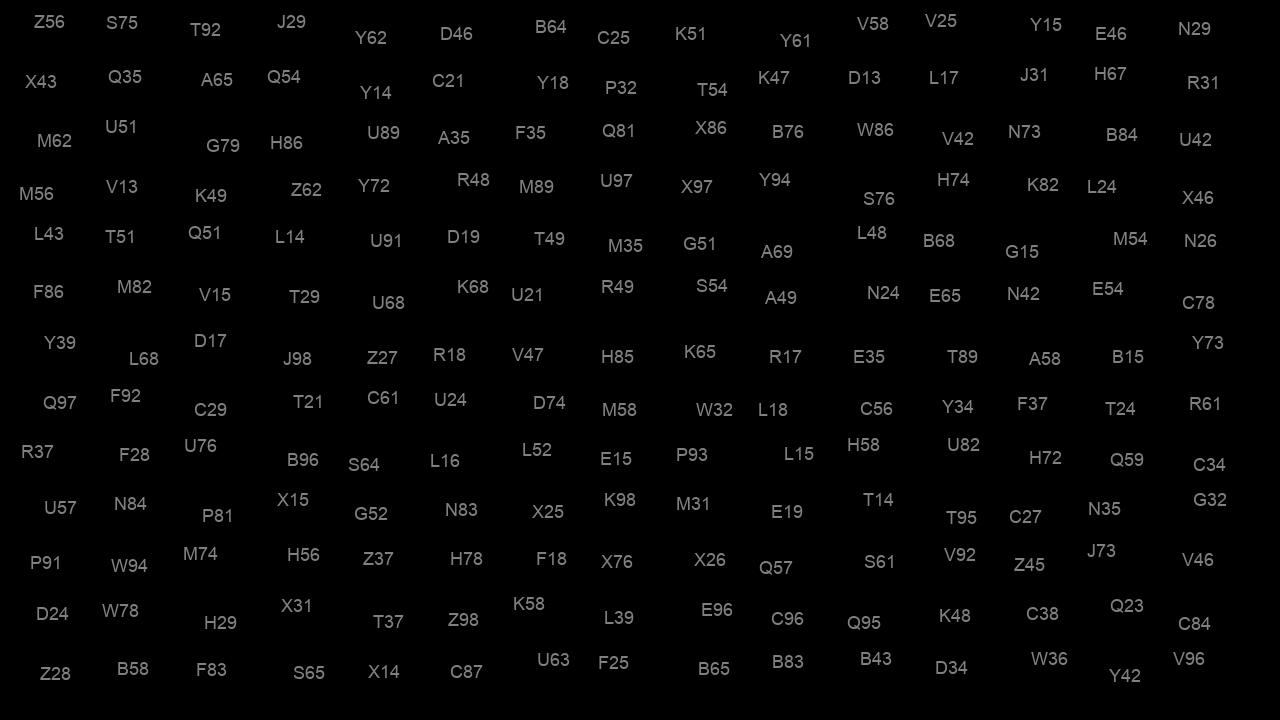 Z56 S75 T92 J29 Y62 D46 B64 C25 K51 Y61 V58 V25 Y15 E46 N29
X43 Q35 A65 Q54 Y14 C21 Y18 P32 T54 K47 D13 L17 J31 H67 R31
M62 U51 G79 H86 U89 A35 F35 Q81 X86 B76 W86 V42 N73 B84 U42
M56 V13 K49 Z62 Y72 R48 M89 U97 X97 Y94 S76 H74 K82 L24 X46
L43 T51 Q51 L14 U91 D19 T49 M35 G51 A69 L48 B68 G15 M54 N26
F86 M82 V15 T29 U68 K68 U21 R49 S54 A49 N24 E65 N42 E54 C78
Y39 L68 D17 J98 Z27 R18 V47 H85 K65 R17 E35 T89 A58 B15 Y73
Q97 F92 C29 T21 C61 U24 D74 M58 W32 L18 C56 Y34 F37 T24 R61
R37 F28 U76 B96 S64 L16 L52 E15 P93 L15 H58 U82 H72 Q59 C34
U57 N84 P81 X15 G52 N83 X25 K98 M31 E19 T14 T95 C27 N35 G32
P91 W94 M74 H56 Z37 H78 F18 X76 X26 Q57 S61 V92 Z45 J73 V46
D24 W78 H29 X31 T37 Z98 K58 L39 E96 C96 Q95 K48 C38 Q23 C84
Z28 B58 F83 S65 X14 C87 U63 F25 B65 B83 B43 D34 W36 Y42 V96